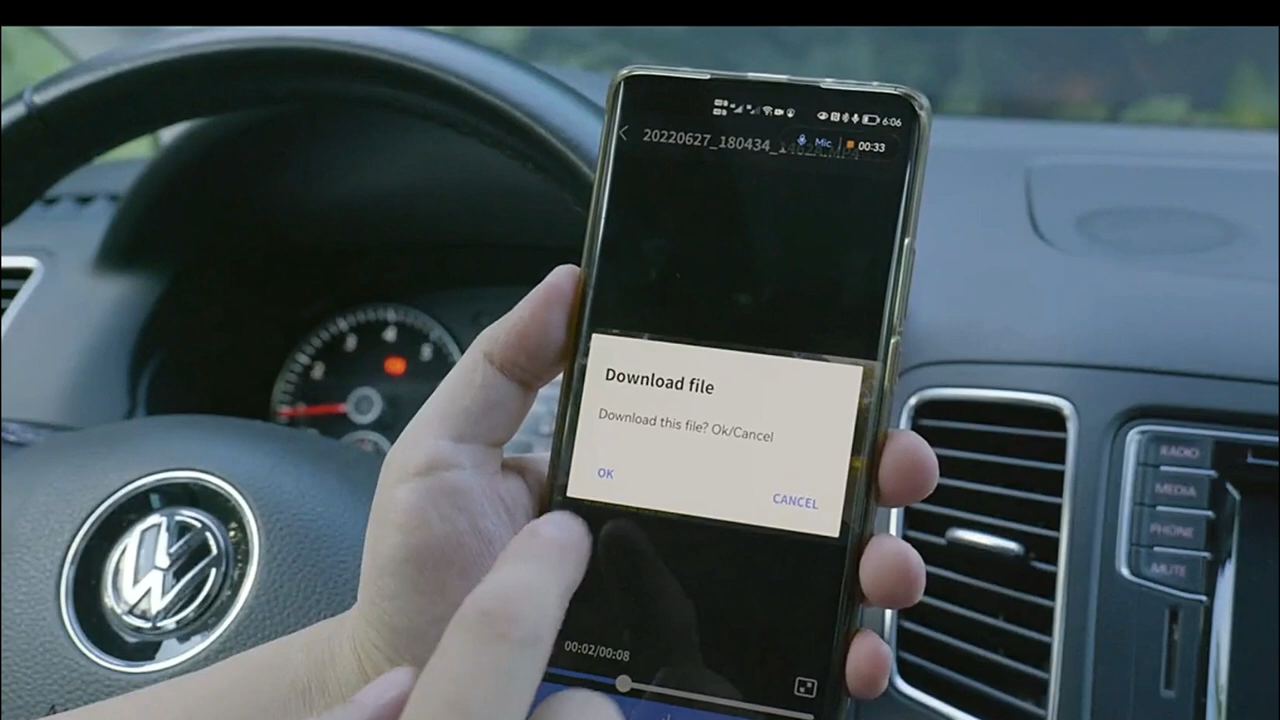 6:06
20220627_180434_
Mic
00:33
Download file
Download this file? Ok/Cancel
OK
CANCEL
00:02/00:08
RADIO
MEDIA
PHONE
MUTE
4